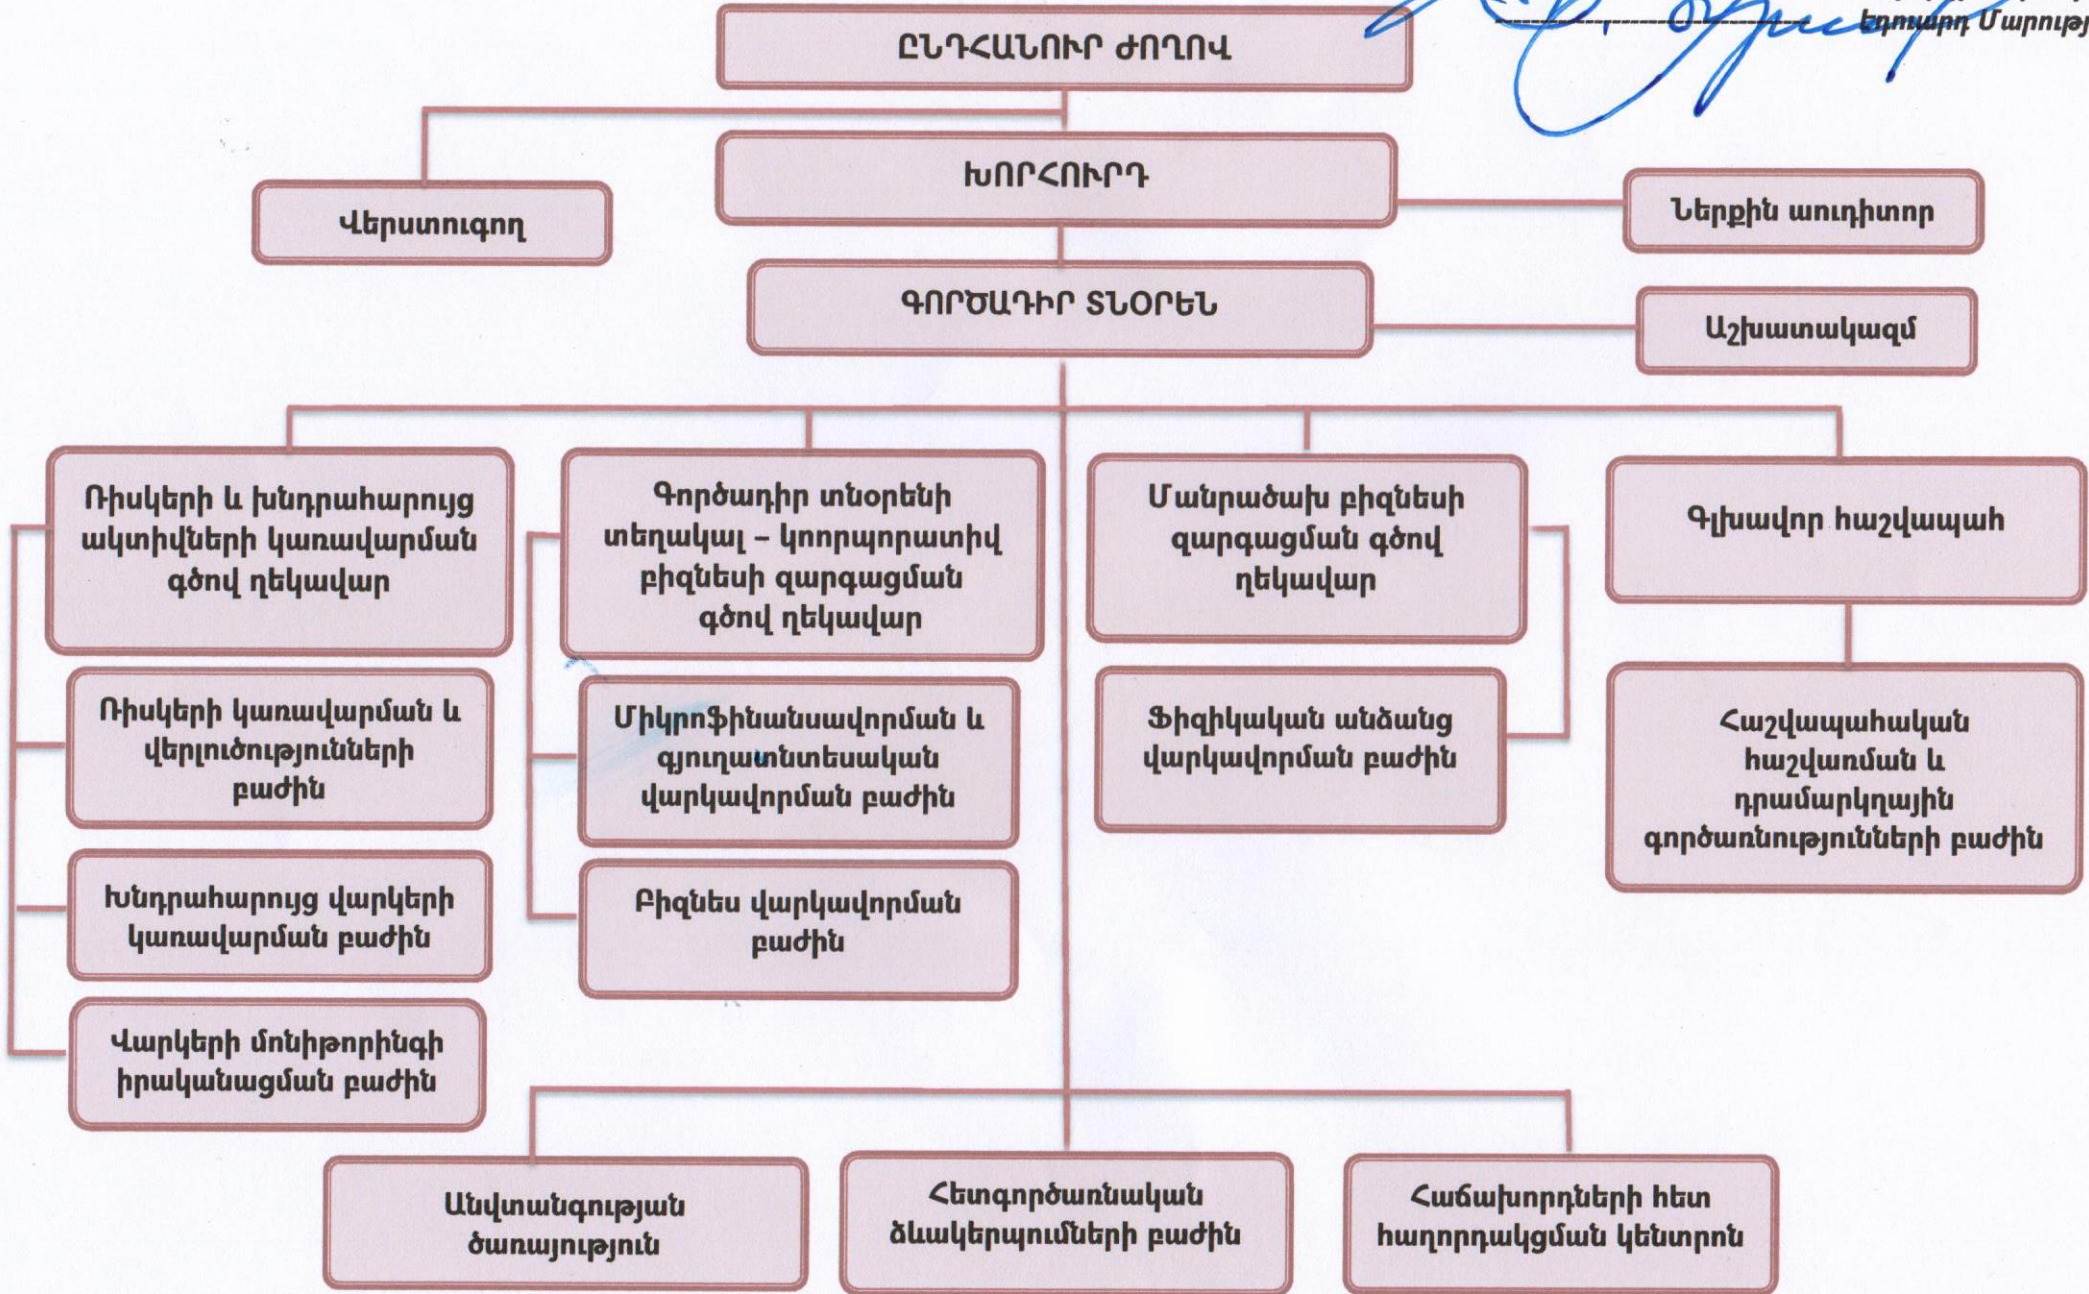 Եդուարդ
ԸՆԴՀԱՆՈՒՐ ԺՈՂՈՎ
ԽՈՐՀՈՒՐԴ
Վերստուգող
Ներքին աուդիտոր
ԳՈՐԾԱԴԻՐ ՏՆՕՐԵՆ
Աշխատակազմ
Ռիսկերի և խնդրահարույց
ակտիվների կառավարման
գծով ղեկավար
Գործադիր տնօրենի
տեղակալ – կոորպորատիվ
բիզնեսի զարգացման
գծով ղեկավար
Մանրածախ բիզնեսի
զարգացման գծով
ղեկավար
Գլխավոր հաշվապահ
Ռիսկերի կառավարման և
վերլուծությունների
բաժին
Միկրոֆինանսավորման և
գյուղատնտեսական
վարկավորման բաժին
Ֆիզիկական անձանց
վարկավորման բաժին
Հաշվապահական
հաշվառման և
դրամարկղային
գործառնությունների բաժին
Խնդրահարույց վարկերի
կառավարման բաժին
Բիզնես վարկավորման
բաժին
Վարկերի մոնիթորինգի
իրականացման բաժին
Անվտանգության
ծառայություն
Հետգործառնական
ձևակերպումների բաժին
Հաճախորդների հետ
հաղորդակցման կենտրոն